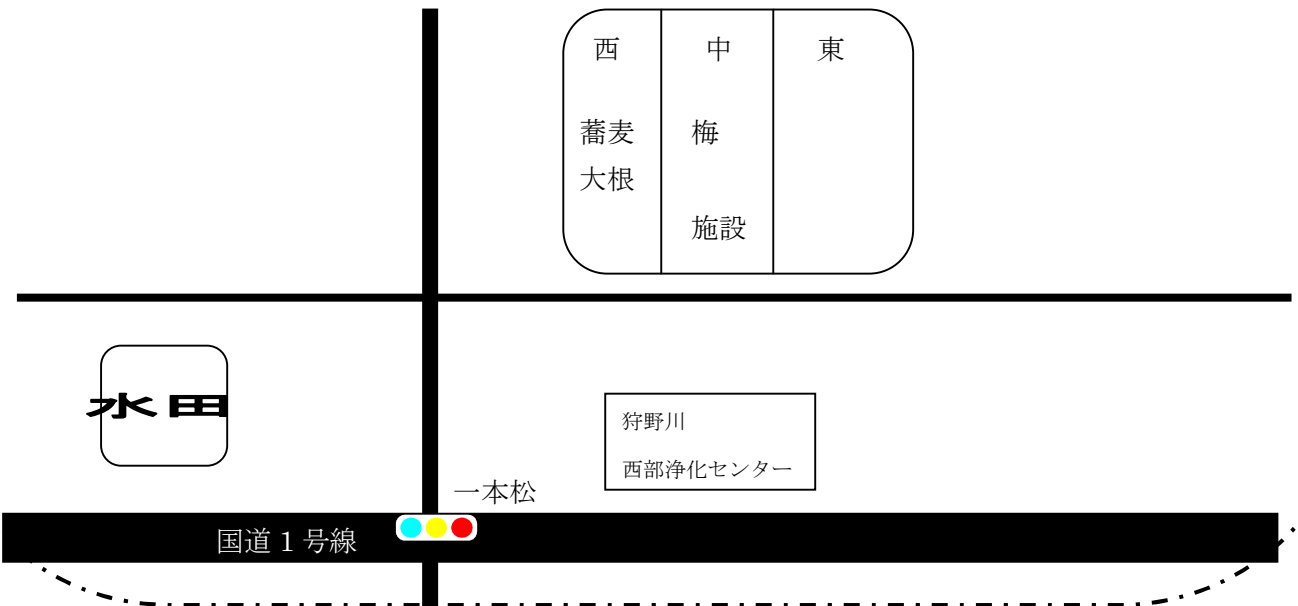 西 中 東
蕎麦 梅
大根
施設
水田
狩野川
西部浄化センター
一本松
国道1号線